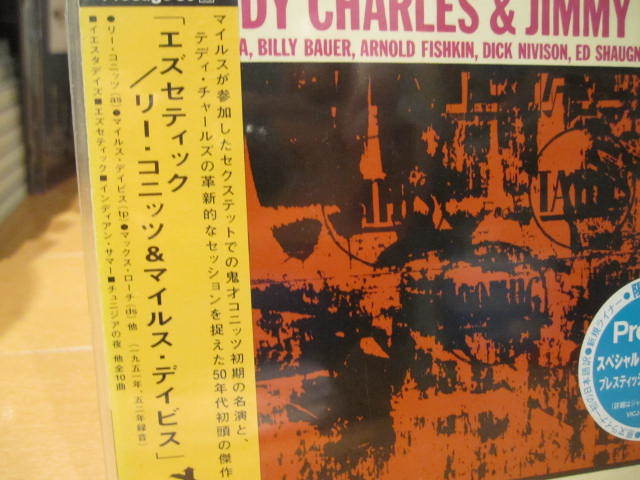 DY CHARLES & JIMMY
A, BILLY BAUER, ARNOLD FISHKIN, DICK NIVISON, ED SHAUGN
マイルスが参加したセクステットでの鬼才コニッツ初期の名演と、
テディ・チャールズの革新的なセッションを捉えた50年代初頭の傑作
「エズセティック
/リー・コニッツ&マイルス・デイビス」
●リー・コニッツ(as)●マイルス・デイビス(tp)●マックス・ローチ(ds)他 (一九五一年、五二年録音)
■イエスタデイズ■エズセティック■インディアン・サマー■チュニジアの夜 他全10曲
●新規ライナー●
Pr
スペシャル
プレスティッジ